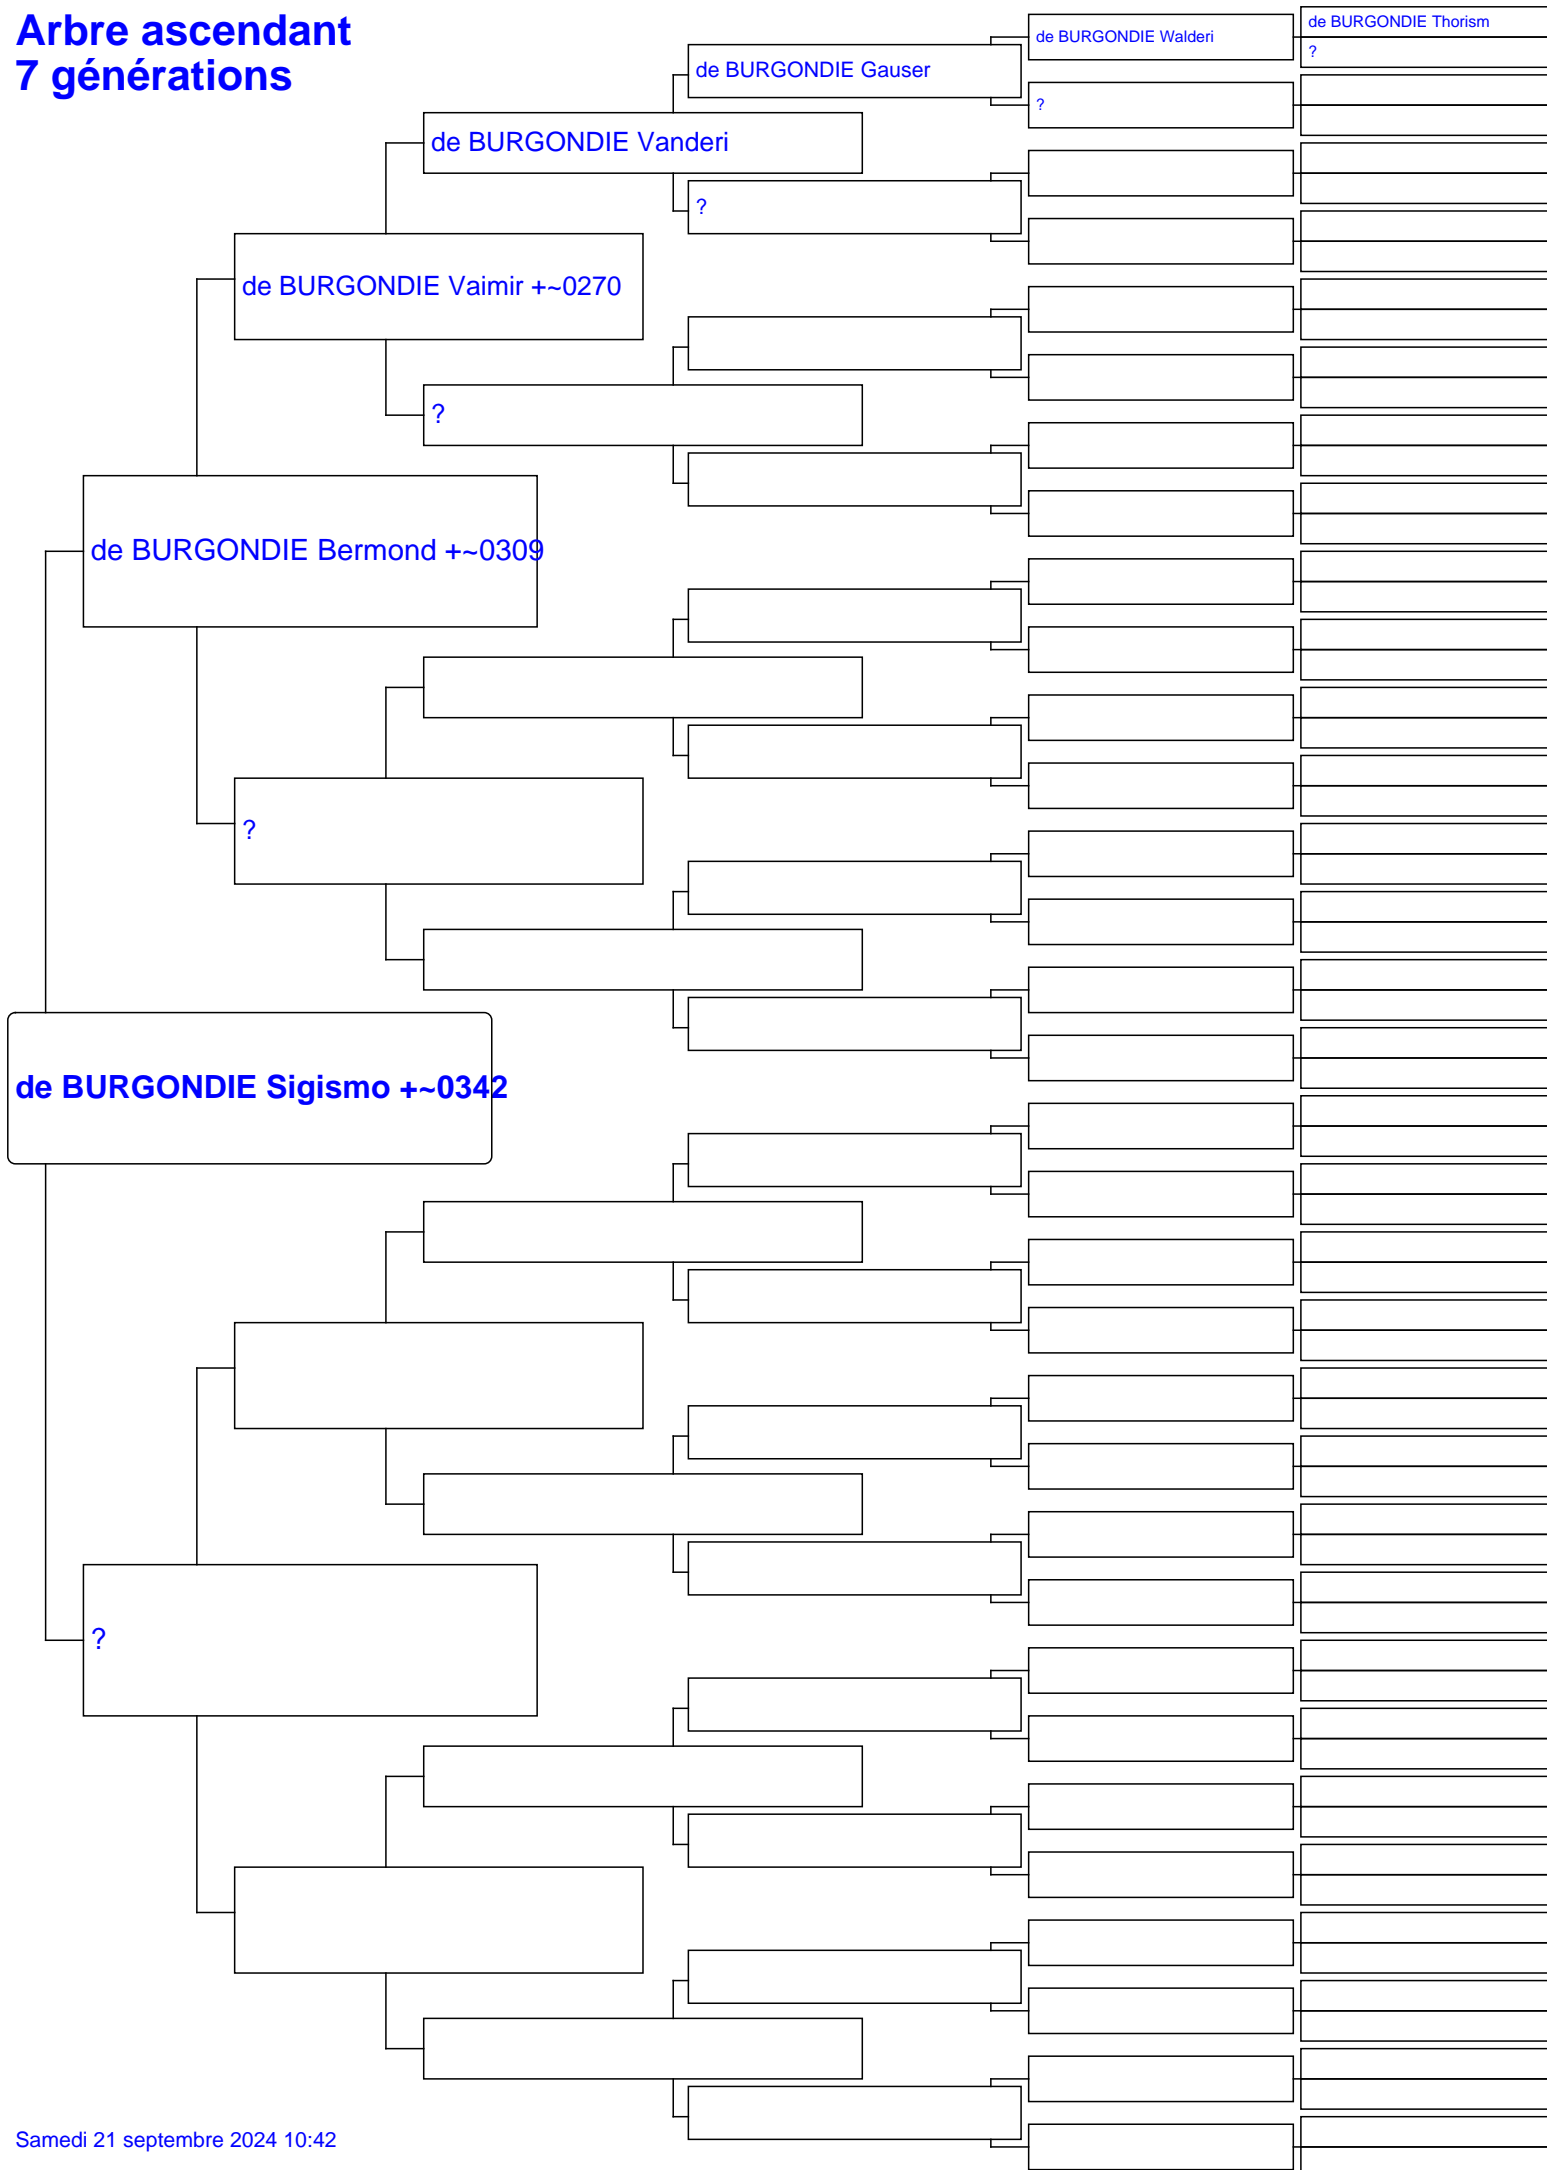 Arbre ascendant
7 générations
de BURGONDIE Thorism
de BURGONDIE Walderi
?
de BURGONDIE Gauser
?
de BURGONDIE Vanderi
?
de BURGONDIE Vaimir +~0270
?
de BURGONDIE Bermond +~0309
?
de BURGONDIE Sigismo +~0342
?
Samedi 21 septembre 2024 10:42